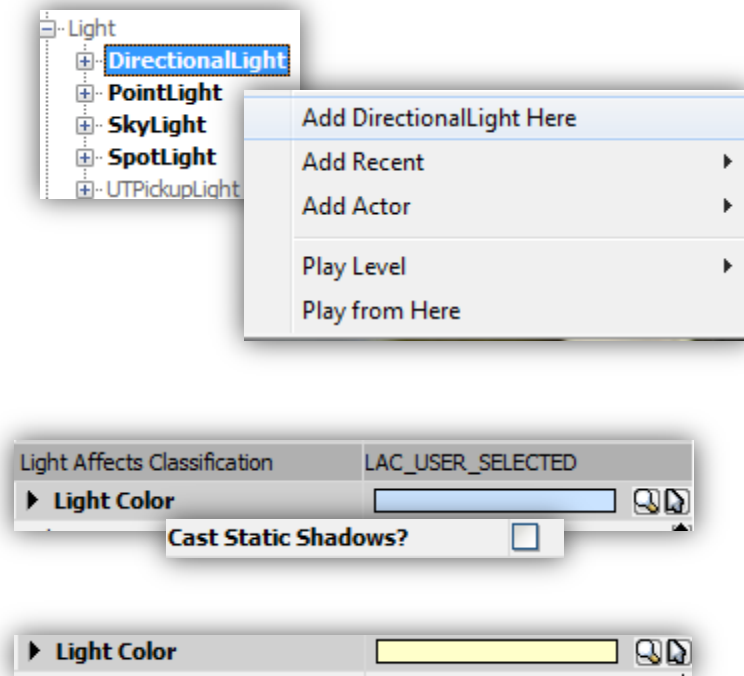 Light
DirectionalLight
PointLight
SkyLight
SpotLight
UTPickupLight
Add DirectionalLight Here
Add Recent
Add Actor
Play Level
Play from Here
Light Affects Classification LAC_USER_SELECTED
Light Color
Cast Static Shadows?
Light Color